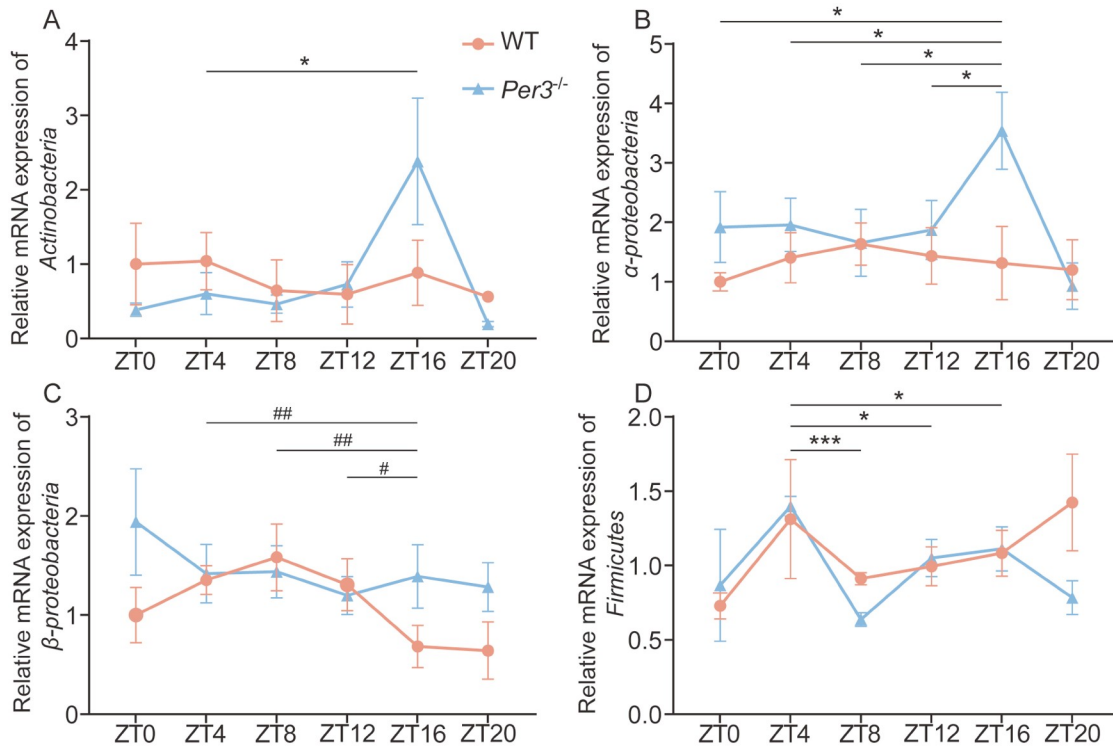 A
Relative mRNA expression of
Actinobacteria
4
3
2
1
0
*
WT
Per3-/-
ZT0 ZT4 ZT8 ZT12 ZT16 ZT20
B
Relative mRNA expression of
α-proteobacteria
5
4
3
2
1
0
*
*
*
*
ZT0 ZT4 ZT8 ZT12 ZT16 ZT20
C
Relative mRNA expression of
β-proteobacteria
3
2
1
0
##
##
#
ZT0 ZT4 ZT8 ZT12 ZT16 ZT20
D
Relative mRNA expression of
Firmicutes
2.0
1.5
1.0
0.5
0.0
*
*
***
ZT0 ZT4 ZT8 ZT12 ZT16 ZT20